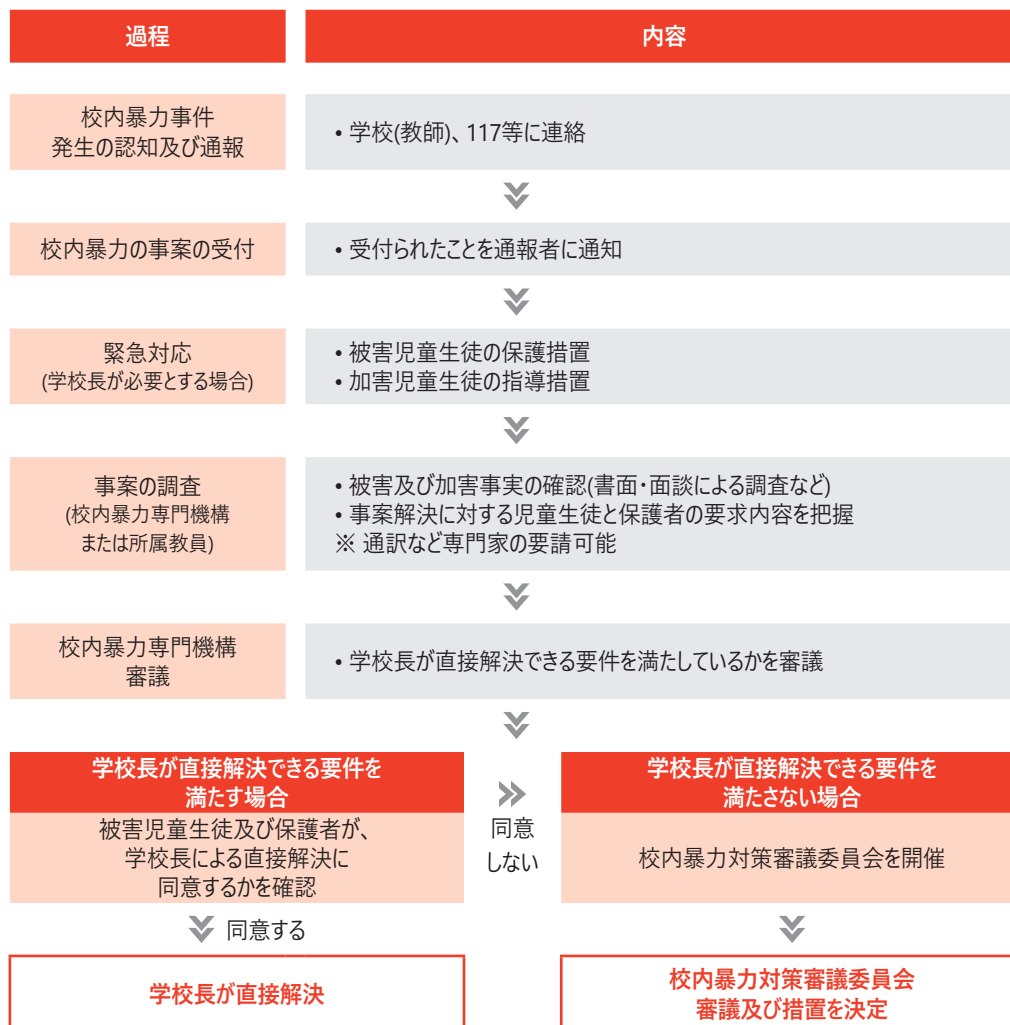 過程
内容
校内暴力事件
発生の認知及び通報
• 学校(教師)、117等に連絡
校内暴力の事案の受付
• 受付られたことを通報者に通知
緊急対応
(学校長が必要とする場合)
• 被害児童生徒の保護措置
• 加害児童生徒の指導措置
事案の調査
(校内暴力専門機構
または所属教員)
• 被害及び加害事実の確認(書面・面談による調査など)
• 事案解決に対する児童生徒と保護者の要求内容を把握
※ 通訳など専門家の要請可能
校内暴力専門機構
審議
• 学校長が直接解決できる要件を満たしているかを審議
学校長が直接解決できる要件を
満たす場合
被害児童生徒及び保護者が、
学校長による直接解決に
同意するかを確認
同意
しない
学校長が直接解決できる要件を
満たさない場合
校内暴力対策審議委員会を開催
同意する
学校長が直接解決
校内暴力対策審議委員会
審議及び措置を決定